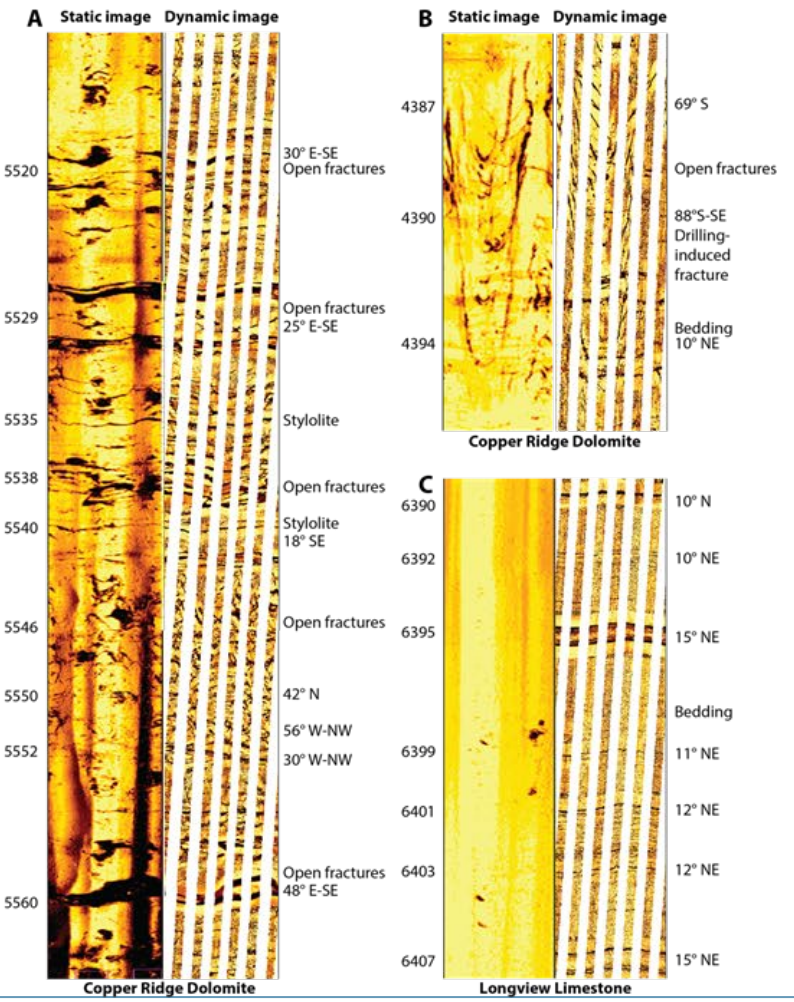 A Static image Dynamic image
30° E-SE
5520 Open fractures
Open fractures
5529 25° E-SE
5535 Stylolite
5538 Open fractures
Stylolite
5540 18° SE
5546 Open fractures
5550 42° N
56° W-NW
5552 30° W-NW
Open fractures
48° E-SE
5560
Copper Ridge Dolomite
B Static image Dynamic image
4387 69° S
Open fractures
4390 88°S-SE
Drilling-
induced
fracture
Bedding
4394 10° NE
Copper Ridge Dolomite
C
6390 10° N
6392 10° NE
6395 15° NE
Bedding
6399 11° NE
6401 12° NE
6403 12° NE
6407 15° NE
Longview Limestone